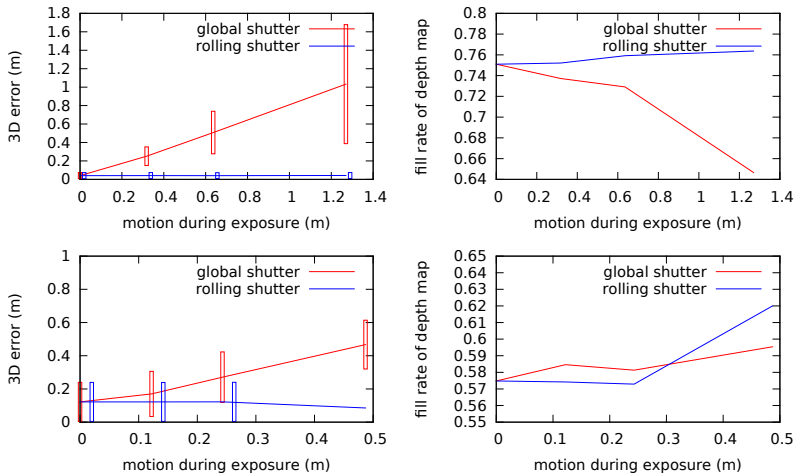 1.8
1.6
1.4
1.2
1
0.8
0.6
0.4
0.2
0
3D error (m)
global shutter
rolling shutter
0 0.2 0.4 0.6 0.8 1 1.2 1.4
motion during exposure (m)
0.8
0.78
0.76
0.74
0.72
0.7
0.68
0.66
0.64
fill rate of depth map
global shutter
rolling shutter
0 0.2 0.4 0.6 0.8 1 1.2 1.4
motion during exposure (m)
1
0.8
0.6
0.4
0.2
0
3D error (m)
global shutter
rolling shutter
0 0.1 0.2 0.3 0.4 0.5
motion during exposure (m)
0.65
0.64
0.63
0.62
0.61
0.6
0.59
0.58
0.57
0.56
0.55
fill rate of depth map
global shutter
rolling shutter
0 0.1 0.2 0.3 0.4 0.5
motion during exposure (m)